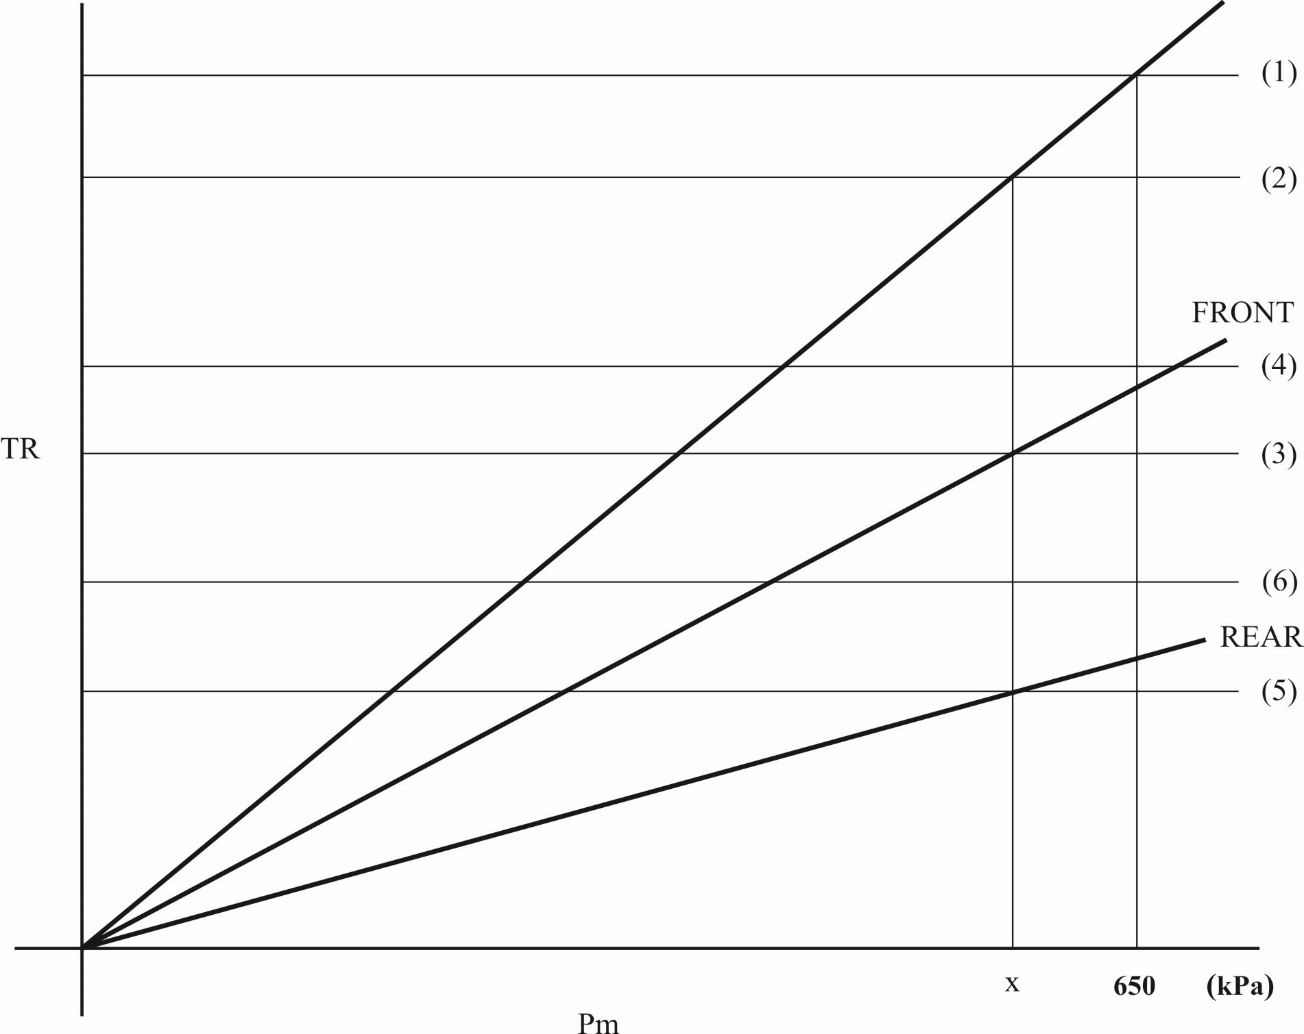 (1)
(2)
FRONT
(4)
TR
(3)
(6)
REAR
(5)
x 650 (kPa)
Pm